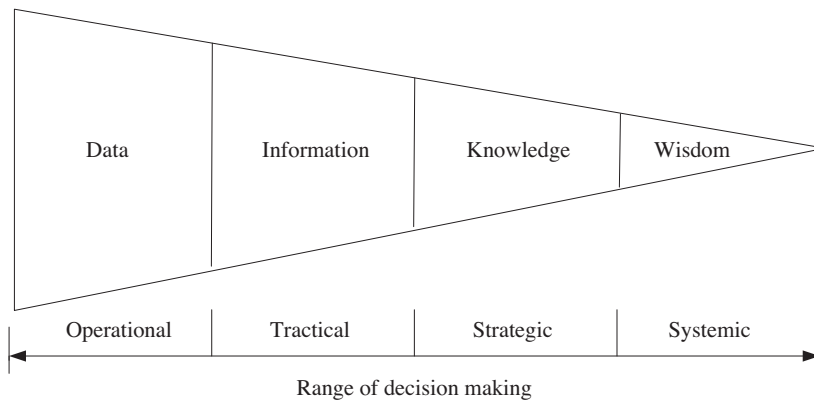 Data Information Knowledge Wisdom
Operational Tractical Strategic Systemic
Range of decision making